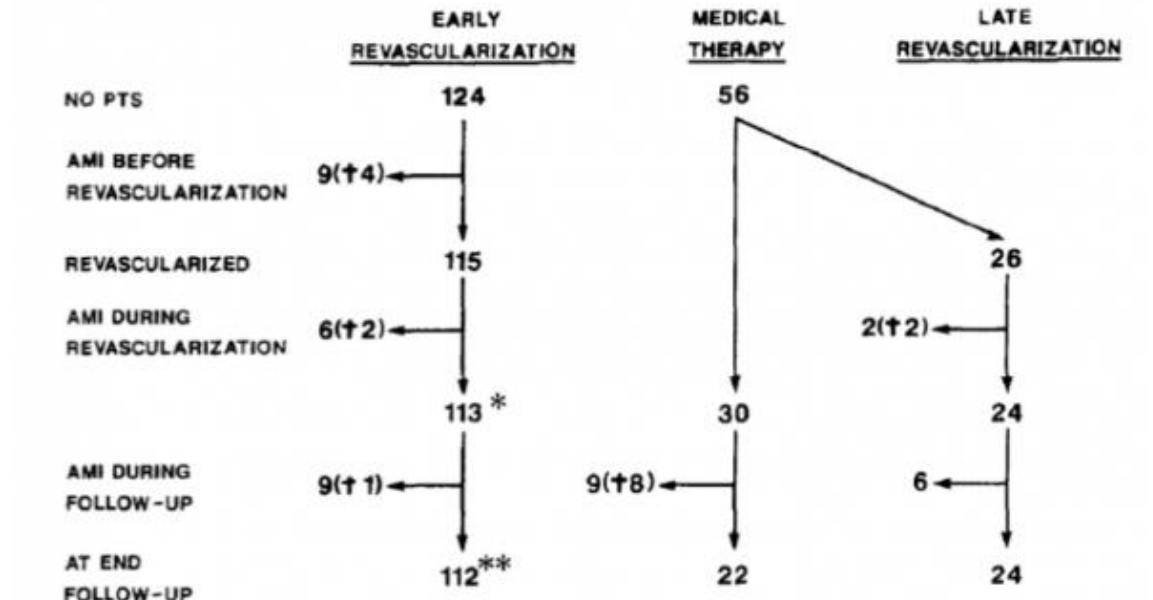 EARLY
REVASCULARIZATION
MEDICAL
THERAPY
LATE
REVASCULARIZATION
NO PTS
124
56
AMI BEFORE
REVASCULARIZATION
9(†4)
REVASCULARIZED
115
26
AMI DURING
REVASCULARIZATION
6(†2)
2(†2)
113 *
30
24
AMI DURING
FOLLOW-UP
9(†1)
9(†8)
6
AT END
FOLLOW-UP
112**
22
24